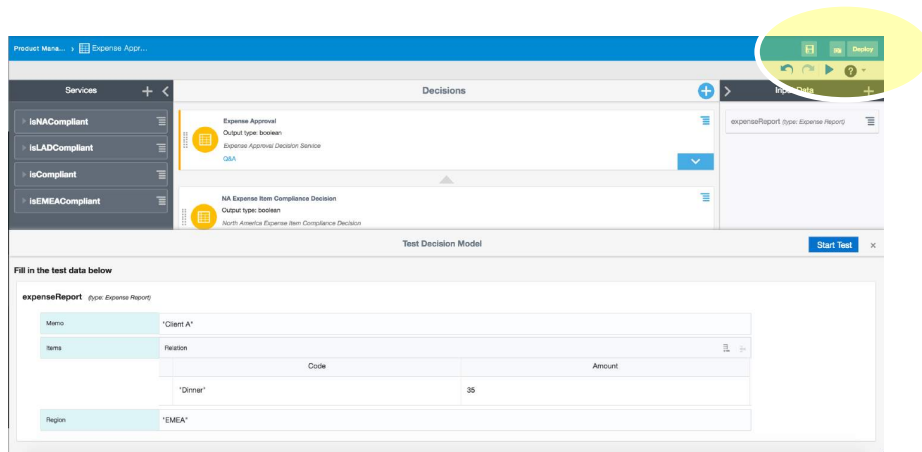 Product Mana... › Expense Appr...
Deploy
Services
Decisions
Input Data
isNACompliant
isLADCompliant
isCompliant
isEMEACompliant
Expense Approval
Output type: boolean
Expense Approval Decision Service
Q&A
NA Expense Item Compliance Decision
Output type: boolean
North America Expense Item Compliance Decision
expenseReport (type: Expense Report)
Test Decision Model
Start Test ×
Fill in the test data below
expenseReport (type: Expense Report)
Memo "Client A"
Items Relation
Code Amount
"Dinner" 35
Region "EMEA"